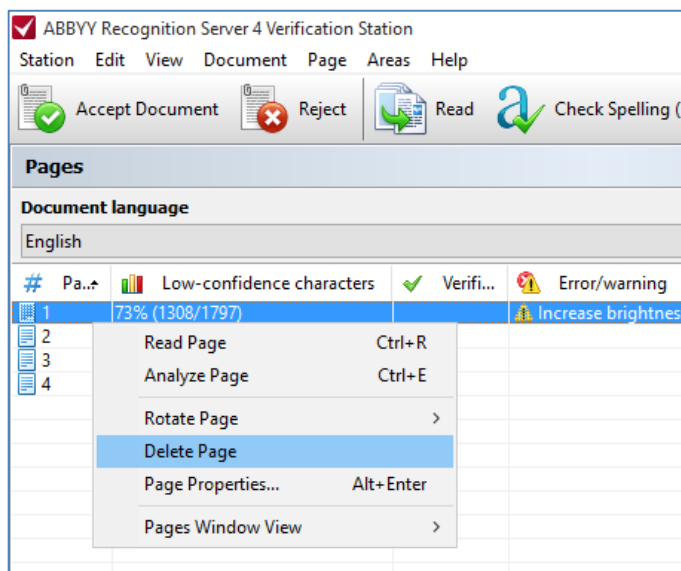 ABBYY Recognition Server 4 Verification Station
Station Edit View Document Page Areas Help
Accept Document Reject Read Check Spelling (
Pages
Document language
English
# Pa... Low-confidence characters Verifi... Error/warning
1 73% (1308/1797) Increase brightnes
2
3
4
Read Page Ctrl+R
Analyze Page Ctrl+E
Rotate Page
Delete Page
Page Properties... Alt+Enter
Pages Window View